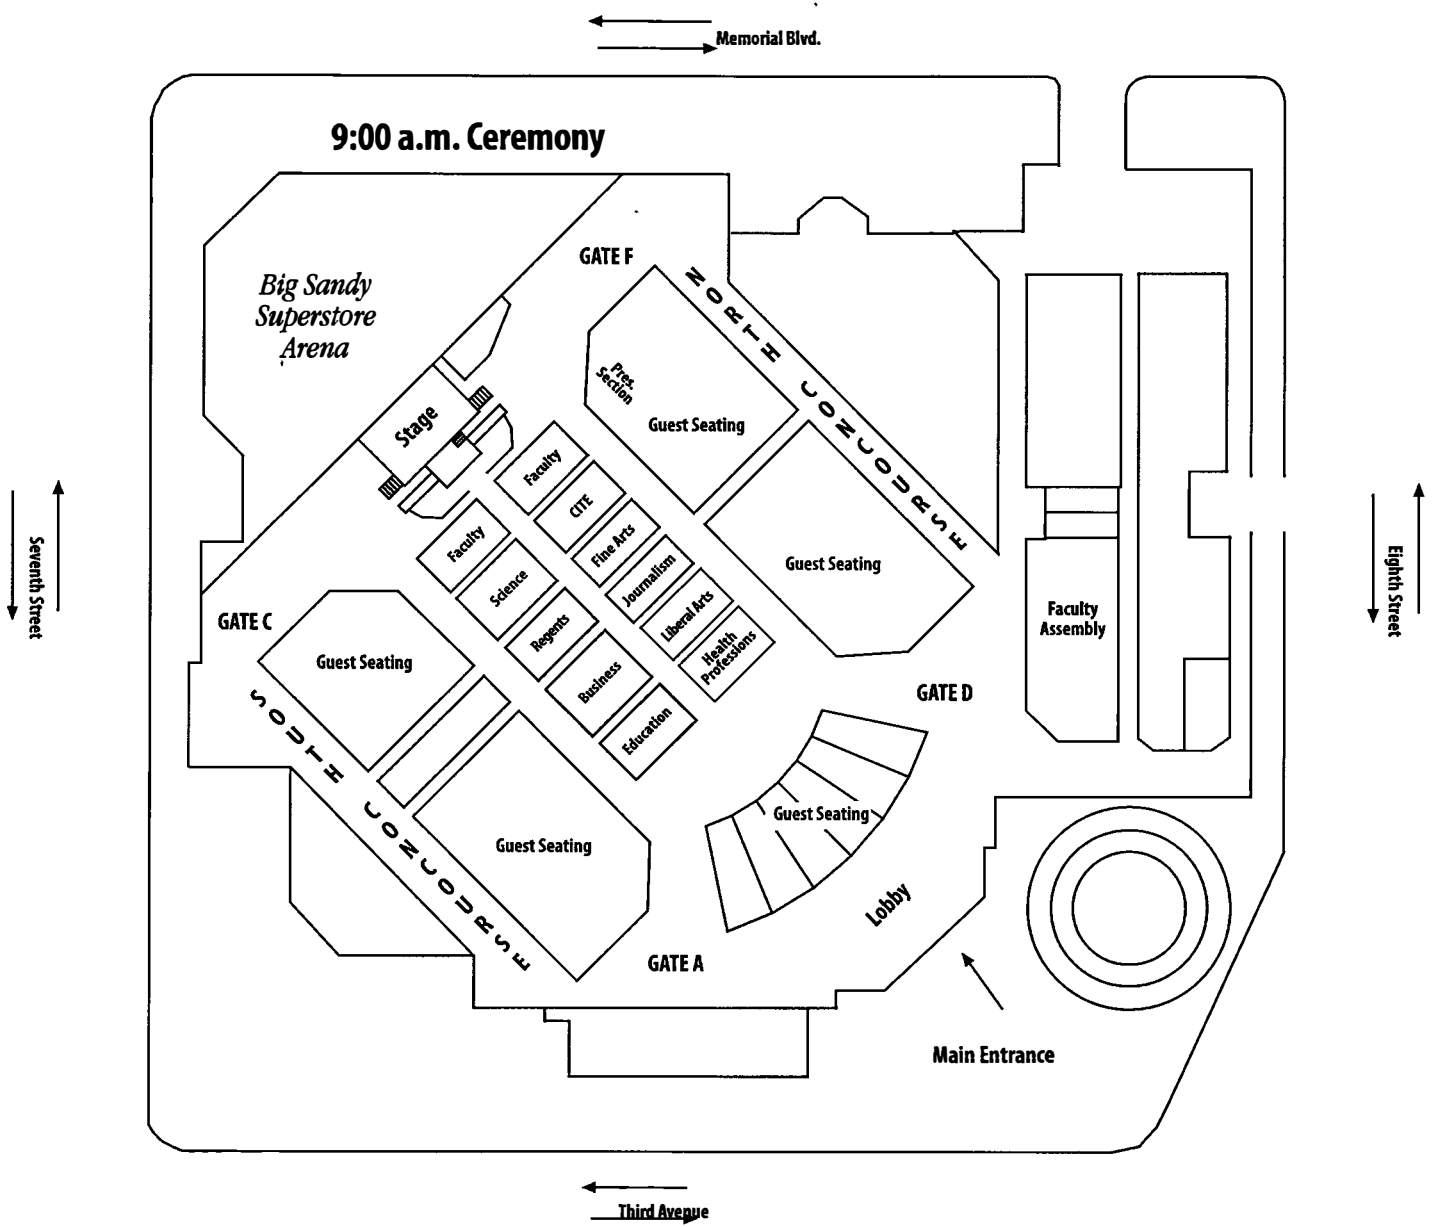 Memorial Blvd.
9:00 a.m. Ceremony
GATE F
Big Sandy
Superstore
Arena
NORTH CONCOURSE
Pres.
Section
Guest Seating
Stage
Faculty
CITE
Fine Arts
Journalism
Liberal Arts
Health
Professions
Faculty
Science
Regents
Business
Education
Guest Seating
Seventh Street
Eighth Street
GATE C
Guest Seating
Faculty
Assembly
GATE D
SOUTH CONCOURSE
Guest Seating
Guest Seating
Lobby
GATE A
Main Entrance
Third Avenue